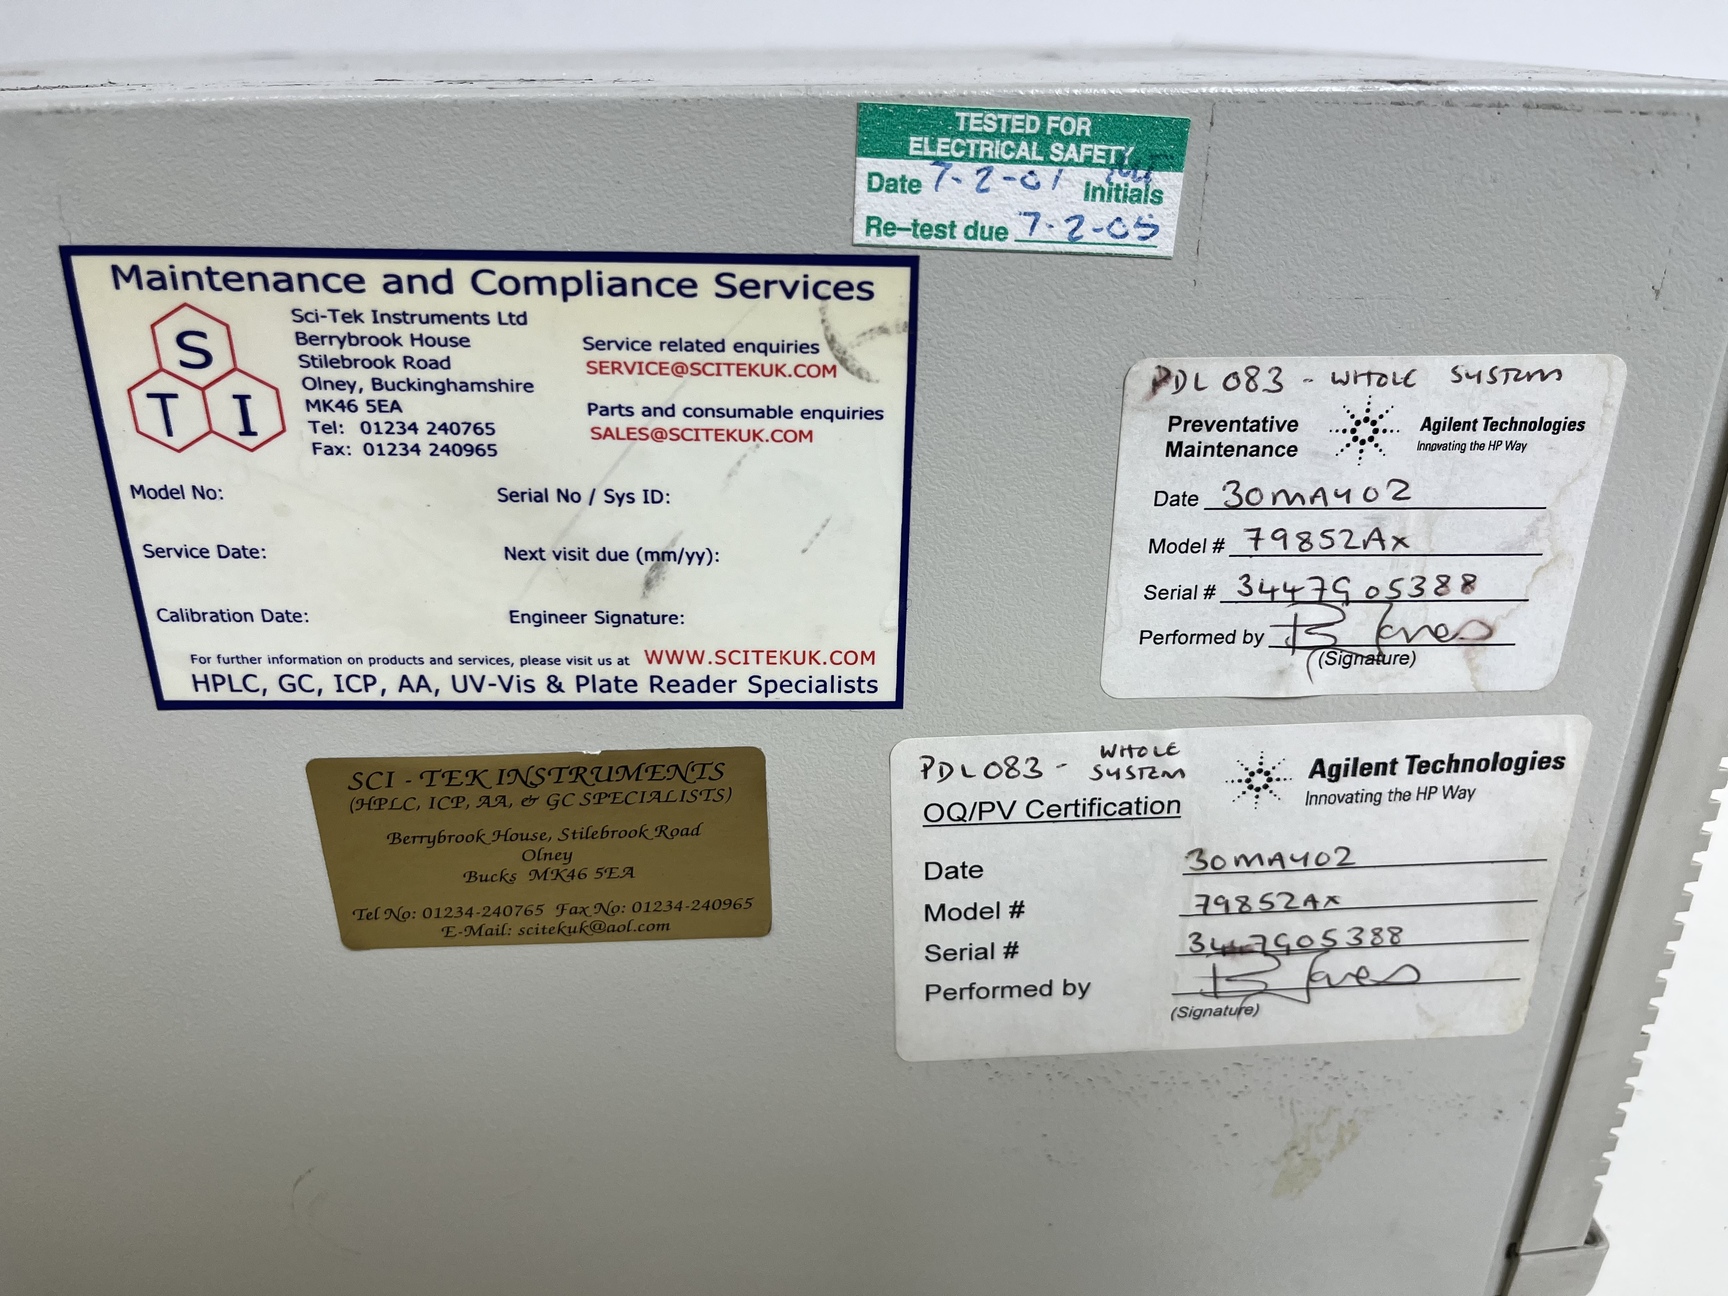 TESTED FOR
ELECTRICAL SAFETY
Date 7-2-01 Initials
Re-test due 7-2-05
Maintenance and Compliance Services
S
T I
Sci-Tek Instruments Ltd
Berrybrook House
Stilebrook Road
Olney, Buckinghamshire
MK46 5EA
Tel: 01234 240765
Fax: 01234 240965
Service related enquiries
SERVICE@SCITEKUK.COM
Parts and consumable enquiries
SALES@SCITEKUK.COM
Model No: Serial No / Sys ID:
Service Date: Next visit due (mm/yy):
Calibration Date: Engineer Signature:
For further information on products and services, please visit us at WWW.SCITEKUK.COM
HPLC, GC, ICP, AA, UV-Vis & Plate Reader Specialists
PDL 083 - WHOLE SYSTEM
Preventative
Maintenance
Agilent Technologies
Innovating the HP Way
Date 30MAY02
Model # 79852Ax
Serial # 3447G05388
Performed by B Jones
(Signature)
SCI - TEK INSTRUMENTS
(HPLC, ICP, AA, & GC SPECIALISTS)
Berrybrook House, Stilebrook Road
Olney
Bucks MK46 5EA
Tel No: 01234-240765 Fax No: 01234-240965
E-Mail: scitekuk@aol.com
PDL083 - WHOLE
SYSTEM
OQ/PV Certification
Agilent Technologies
Innovating the HP Way
Date 30MAY02
Model # 79852Ax
Serial # 3447G05388
Performed by B Jones
(Signature)